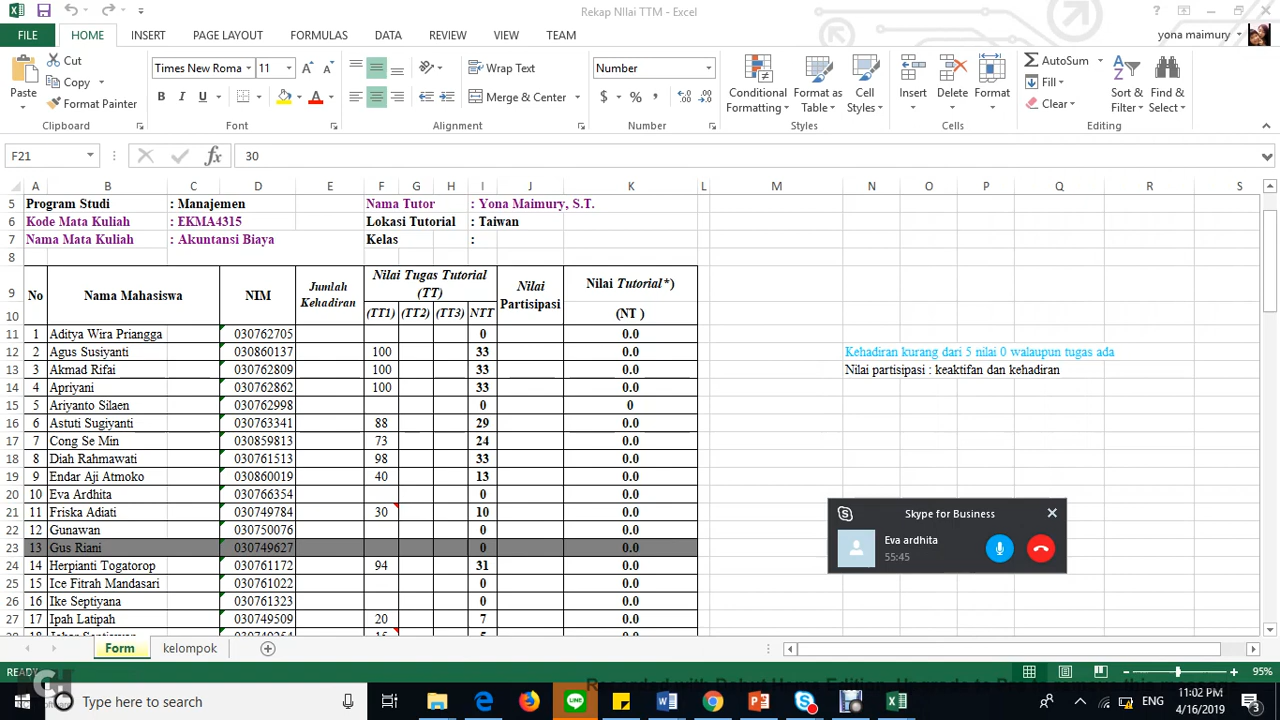 Rekap NIlai TTM - Excel
FILE HOME INSERT PAGE LAYOUT FORMULAS DATA REVIEW VIEW TEAM yona maimury
Paste Cut Copy Format Painter Clipboard
Times New Roma 11 B I U A Font
Wrap Text Merge & Center Alignment
Number $ % , Number
Conditional Formatting Format as Table Cell Styles Styles
Insert Delete Format Cells
AutoSum Fill Clear Sort & Filter Find & Select Editing
F21 fx 30
A B C D E F G H I J K L M N O P Q R S
5 Program Studi : Manajemen Nama Tutor : Yona Maimury, S.T.
6 Kode Mata Kuliah : EKMA4315 Lokasi Tutorial : Taiwan
7 Nama Mata Kuliah : Akuntansi Biaya Kelas :
8
9 No Nama Mahasiswa NIM Jumlah Kehadiran Nilai Tugas Tutorial (TT) Nilai Partisipasi Nilai Tutorial*)
10 (TT1) (TT2) (TT3) NTT (NT )
11 1 Aditya Wira Priangga 030762705 0 0.0
12 2 Agus Susiyanti 030860137 100 33 0.0 Kehadiran kurang dari 5 nilai 0 walaupun tugas ada
13 3 Akmad Rifai 030762809 100 33 0.0 Nilai partisipasi : keaktifan dan kehadiran
14 4 Apriyani 030762862 100 33 0.0
15 5 Ariyanto Silaen 030762998 0 0
16 6 Astuti Sugiyanti 030763341 88 29 0.0
17 7 Cong Se Min 030859813 73 24 0.0
18 8 Diah Rahmawati 030761513 98 33 0.0
19 9 Endar Aji Atmoko 030860019 40 13 0.0
20 10 Eva Ardhita 030766354 0 0.0
21 11 Friska Adiati 030749784 30 10 0.0
22 12 Gunawan 030750076 0 0.0
23 13 Gus Riani 030749627 0 0.0
24 14 Herpianti Togatorop 030761172 94 31 0.0
25 15 Ice Fitrah Mandasari 030761022 0 0.0
26 16 Ike Septiyana 030761323 0 0.0
27 17 Ipah Latipah 030749509 20 7 0.0
Skype for Business
Eva ardhita
55:45
Form kelompok
READY 95%
Type here to search ENG 11:02 PM
4/16/2019 3